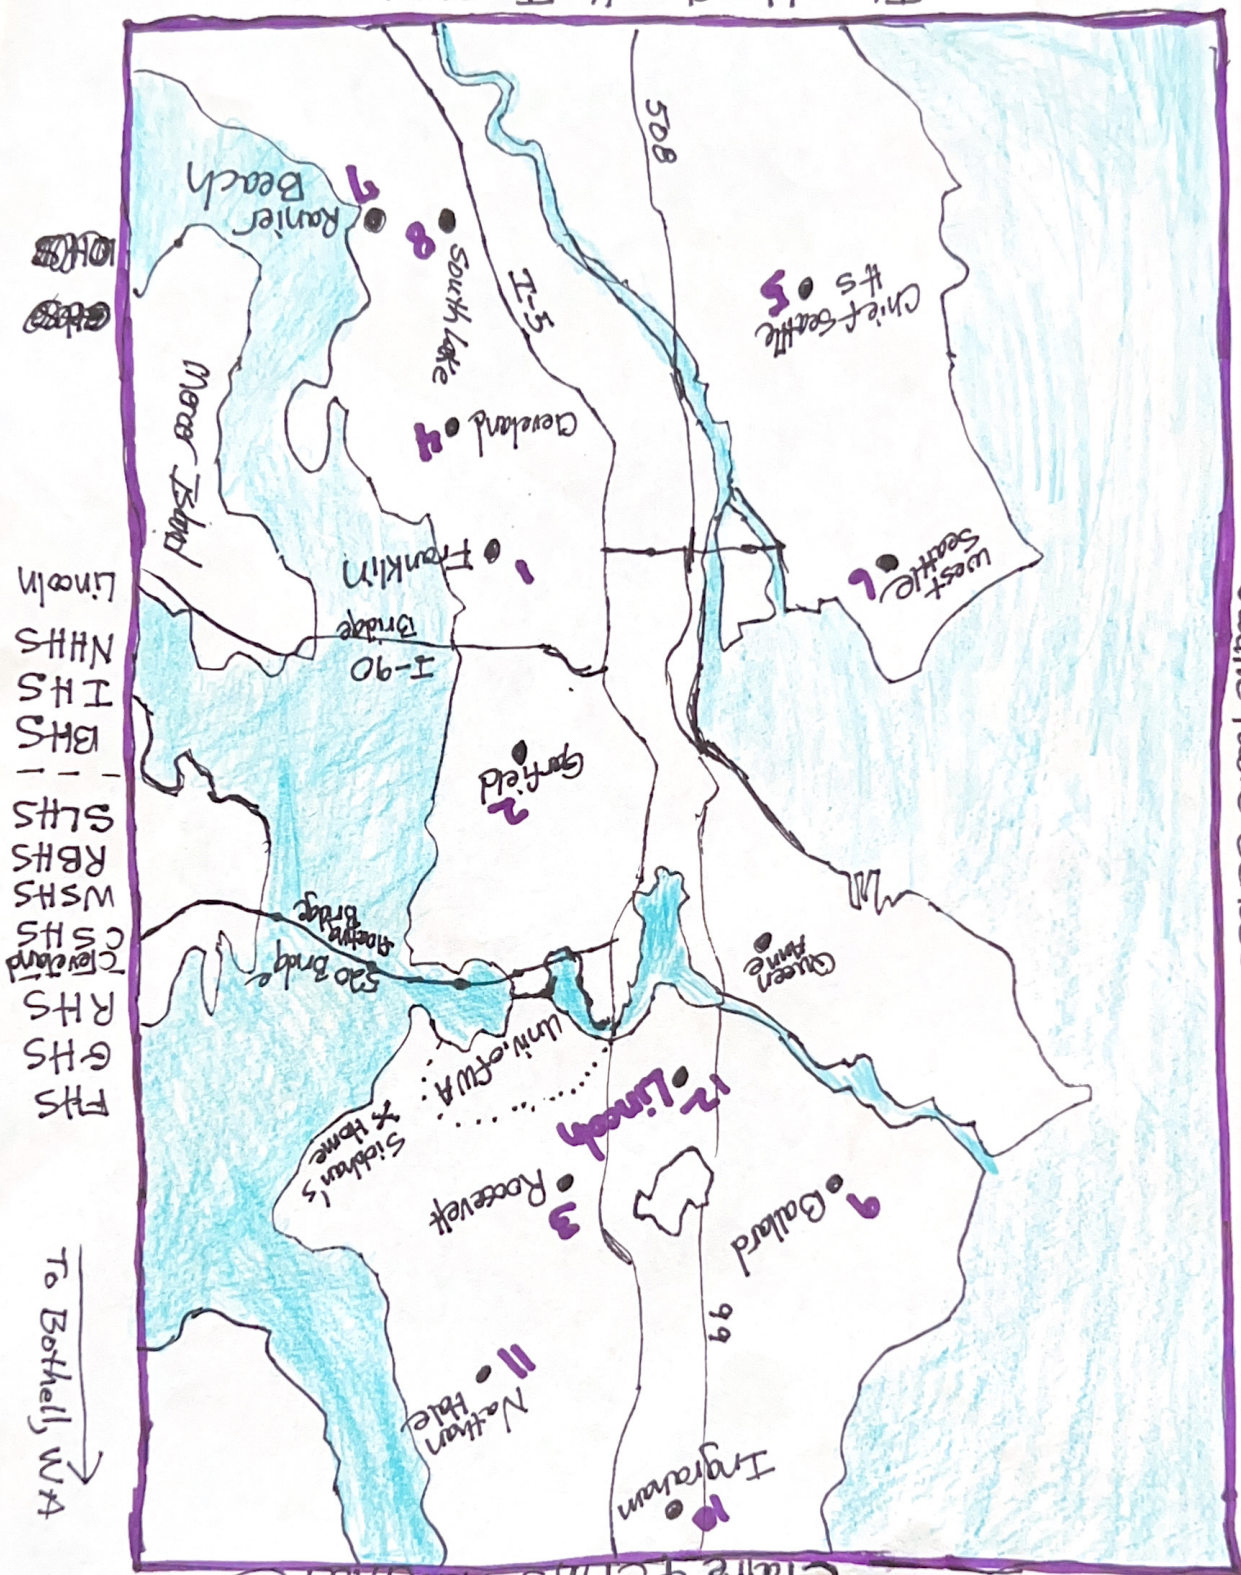 Ingraham
10
Nathan
Hale
11
99
To Bothell, WA
Ballard
9
Roosevelt
3
Siobhan's
X Home
Lincoln
12
Univ. of WA
Queen
Anne
520 Bridge
floating
Bridge
Garfield
2
I-90
Bridge
West
Seattle
6
Franklin
1
Cleveland
4
Mercer Island
South Lake
8
Chief Seattle
HS
5
I-5
Ranier
Beach
7
508
FHS
GHS
RHS
Cleveland
CSHS
WSHS
RBHS
SLHS
- - -
BHS
IHS
NHHS
Lincoln